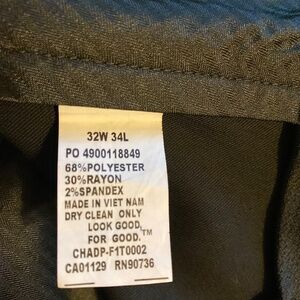 32W 34L
PO 4900118849
68%POLYESTER
30%RAYON
2%SPANDEX
MADE IN VIET NAM
DRY CLEAN ONLY
LOOK GOOD,
FOR GOOD.™
CHADP-F1T0002
CA01129 RN90736